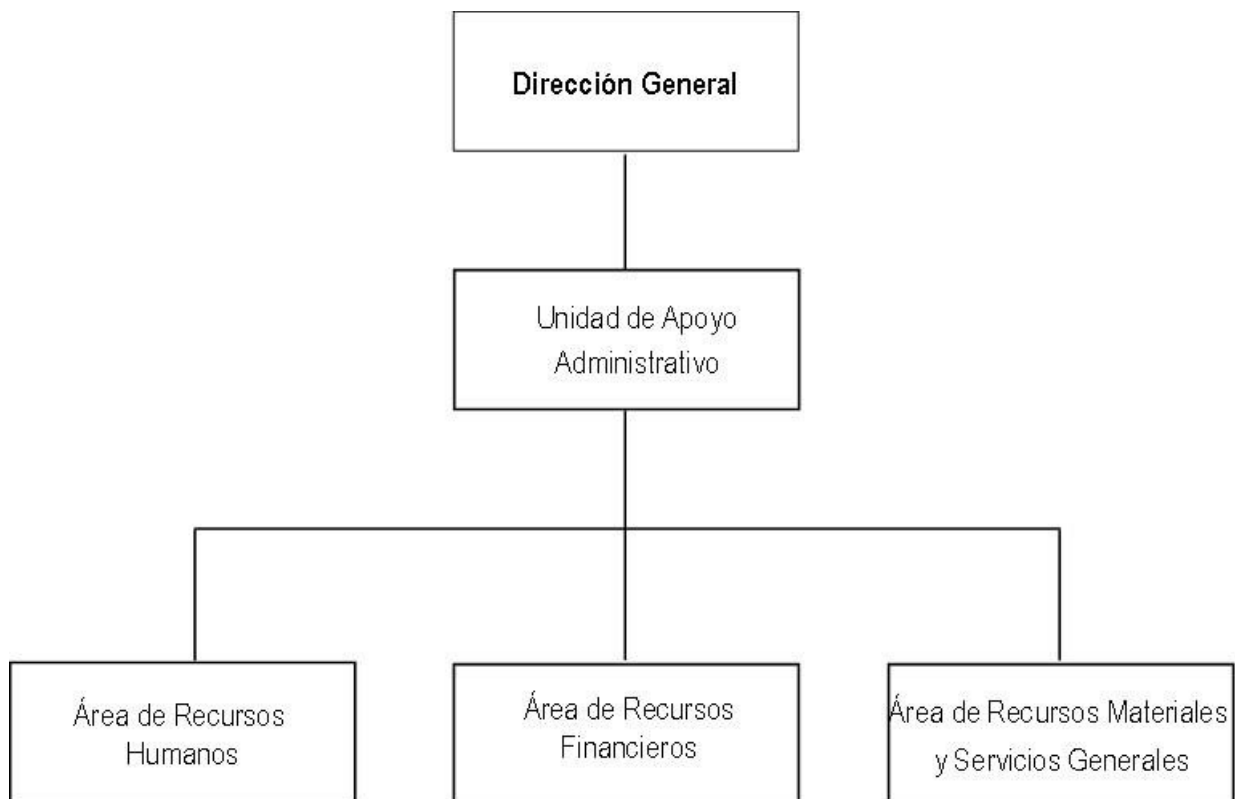 Dirección General
Unidad de Apoyo
Administrativo
Área de Recursos
Humanos
Área de Recursos
Financieros
Área de Recursos Materiales
y Servicios Generales